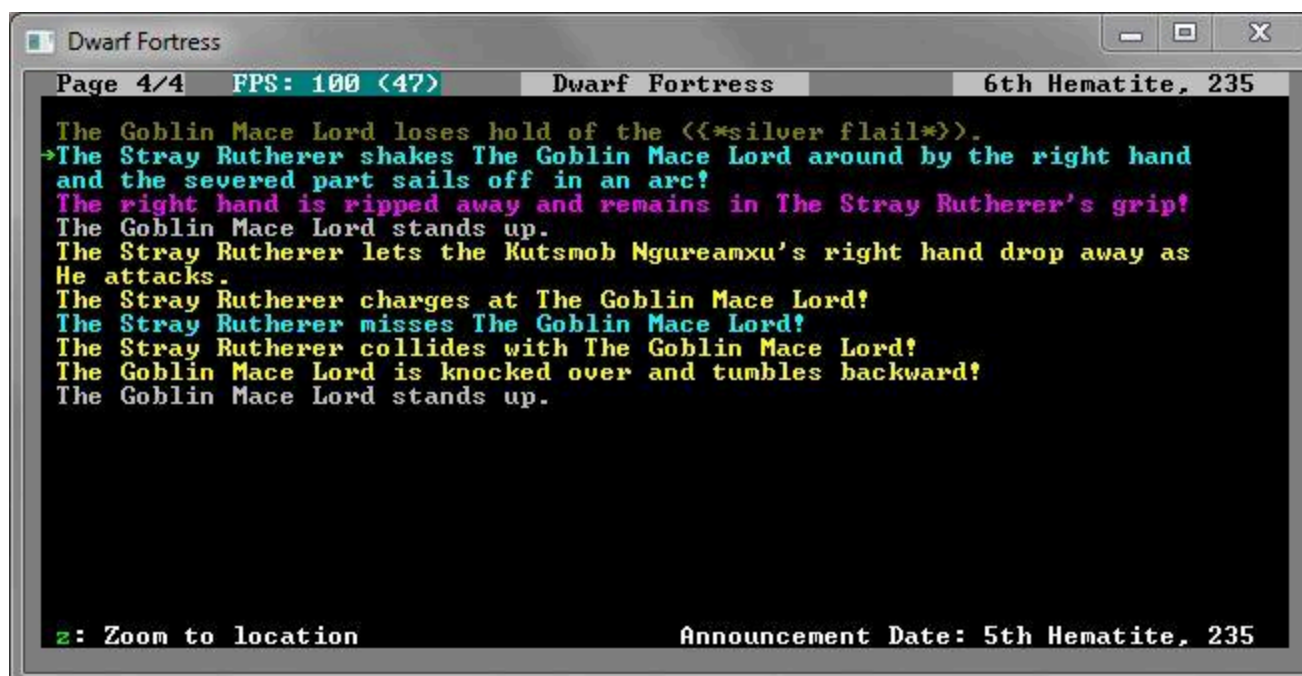 Dwarf Fortress
Page 4/4 FPS: 100 (47) Dwarf Fortress 6th Hematite, 235
The Goblin Mace Lord loses hold of the ({*silver flail*}).
→The Stray Rutherer shakes The Goblin Mace Lord around by the right hand
and the severed part sails off in an arc!
The right hand is ripped away and remains in The Stray Rutherer's grip!
The Goblin Mace Lord stands up.
The Stray Rutherer lets the Kutsmob Ngureamxu's right hand drop away as
He attacks.
The Stray Rutherer charges at The Goblin Mace Lord!
The Stray Rutherer misses The Goblin Mace Lord!
The Stray Rutherer collides with The Goblin Mace Lord!
The Goblin Mace Lord is knocked over and tumbles backward!
The Goblin Mace Lord stands up.
z: Zoom to location Announcement Date: 5th Hematite, 235